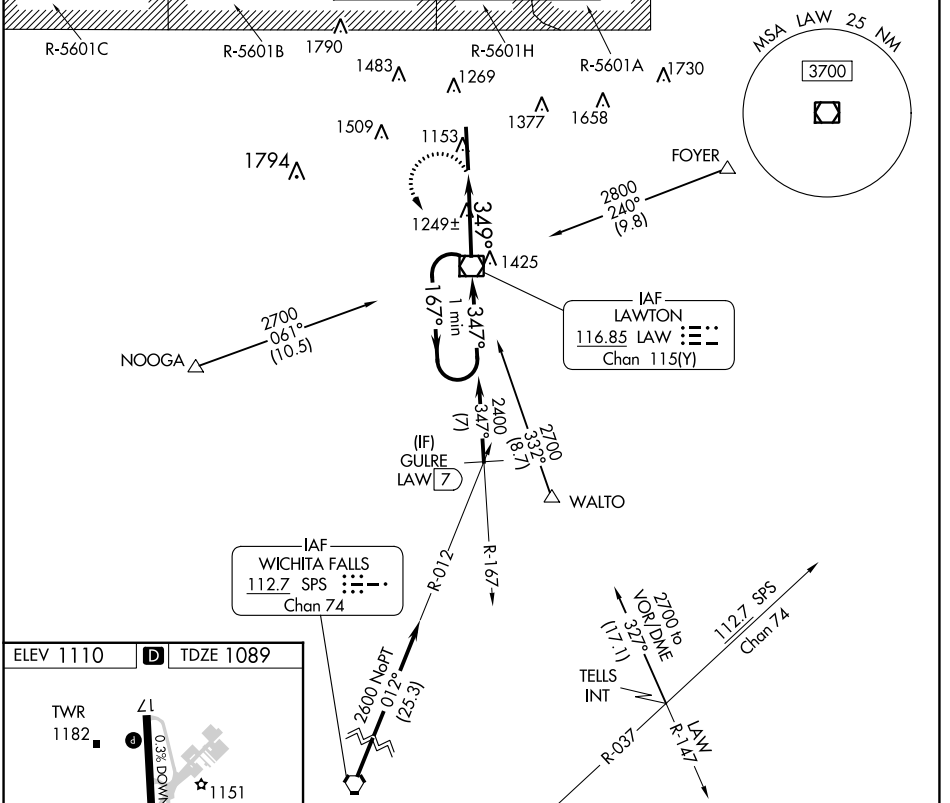 R-5601C
R-5601B
R-5601H
R-5601A
1790
1483
1269
1730
1377
1658
1509
1153
1794
MSA LAW 25 NM
3700
FOYER
2800
240°
(9.8)
1249±
349°
1425
167°
1 min
347°
IAF
LAWTON
116.85 LAW
Chan 115(Y)
2700
061°
(10.5)
NOOGA
2400
347°
(7)
2700
332°
(8.7)
(IF)
GULRE
LAW 7
WALTO
IAF
WICHITA FALLS
112.7 SPS
Chan 74
R-012
R-167
2600 NoPT
012°
(25.3)
2700 to
VOR/DME
327°
(17.1)
112.7 SPS
Chan 74
TELLS
INT
R-037
LAW
R-147
ELEV 1110
D
TDZE 1089
TWR
1182
17
P
0.3% DOWN
1151